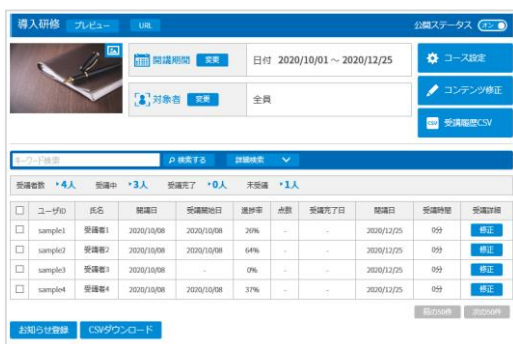 導入研修 プレビュー URL 公開ステータス オン
開講期間 変更 日付 2020/10/01 ~ 2020/12/25
対象者 変更 全員
コース設定
コンテンツ修正
CSV 受講履歴CSV
キーワード検索 検索する 詳細検索
受講者数 4人 受講中 3人 受講完了 0人 未受講 1人
ユーザID 氏名 開講日 受講開始日 進捗率 点数 受講完了日 閉講日 受講時間 受講詳細
sample1 受講者1 2020/10/08 2020/10/08 26% - - 2020/12/25 0分 修正
sample2 受講者2 2020/10/08 2020/10/08 64% - - 2020/12/25 0分 修正
sample3 受講者3 2020/10/08 - 0% - - 2020/12/25 0分 修正
sample4 受講者4 2020/10/08 2020/10/08 37% - - 2020/12/25 0分 修正
前の50件 次の50件
お知らせ登録 CSVダウンロード